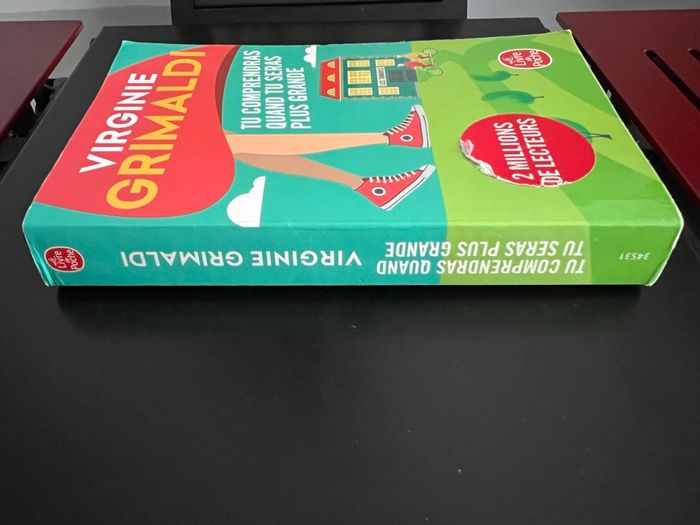 VIRGINIE
GRIMALDI
TU COMPRENDRAS
QUAND TU SERAS
PLUS GRANDE
Le Livre de Poche
2 MILLIONS
DE LECTEURS
Le Livre de Poche
VIRGINIE GRIMALDI
TU COMPRENDRAS QUAND
TU SERAS PLUS GRANDE
34531